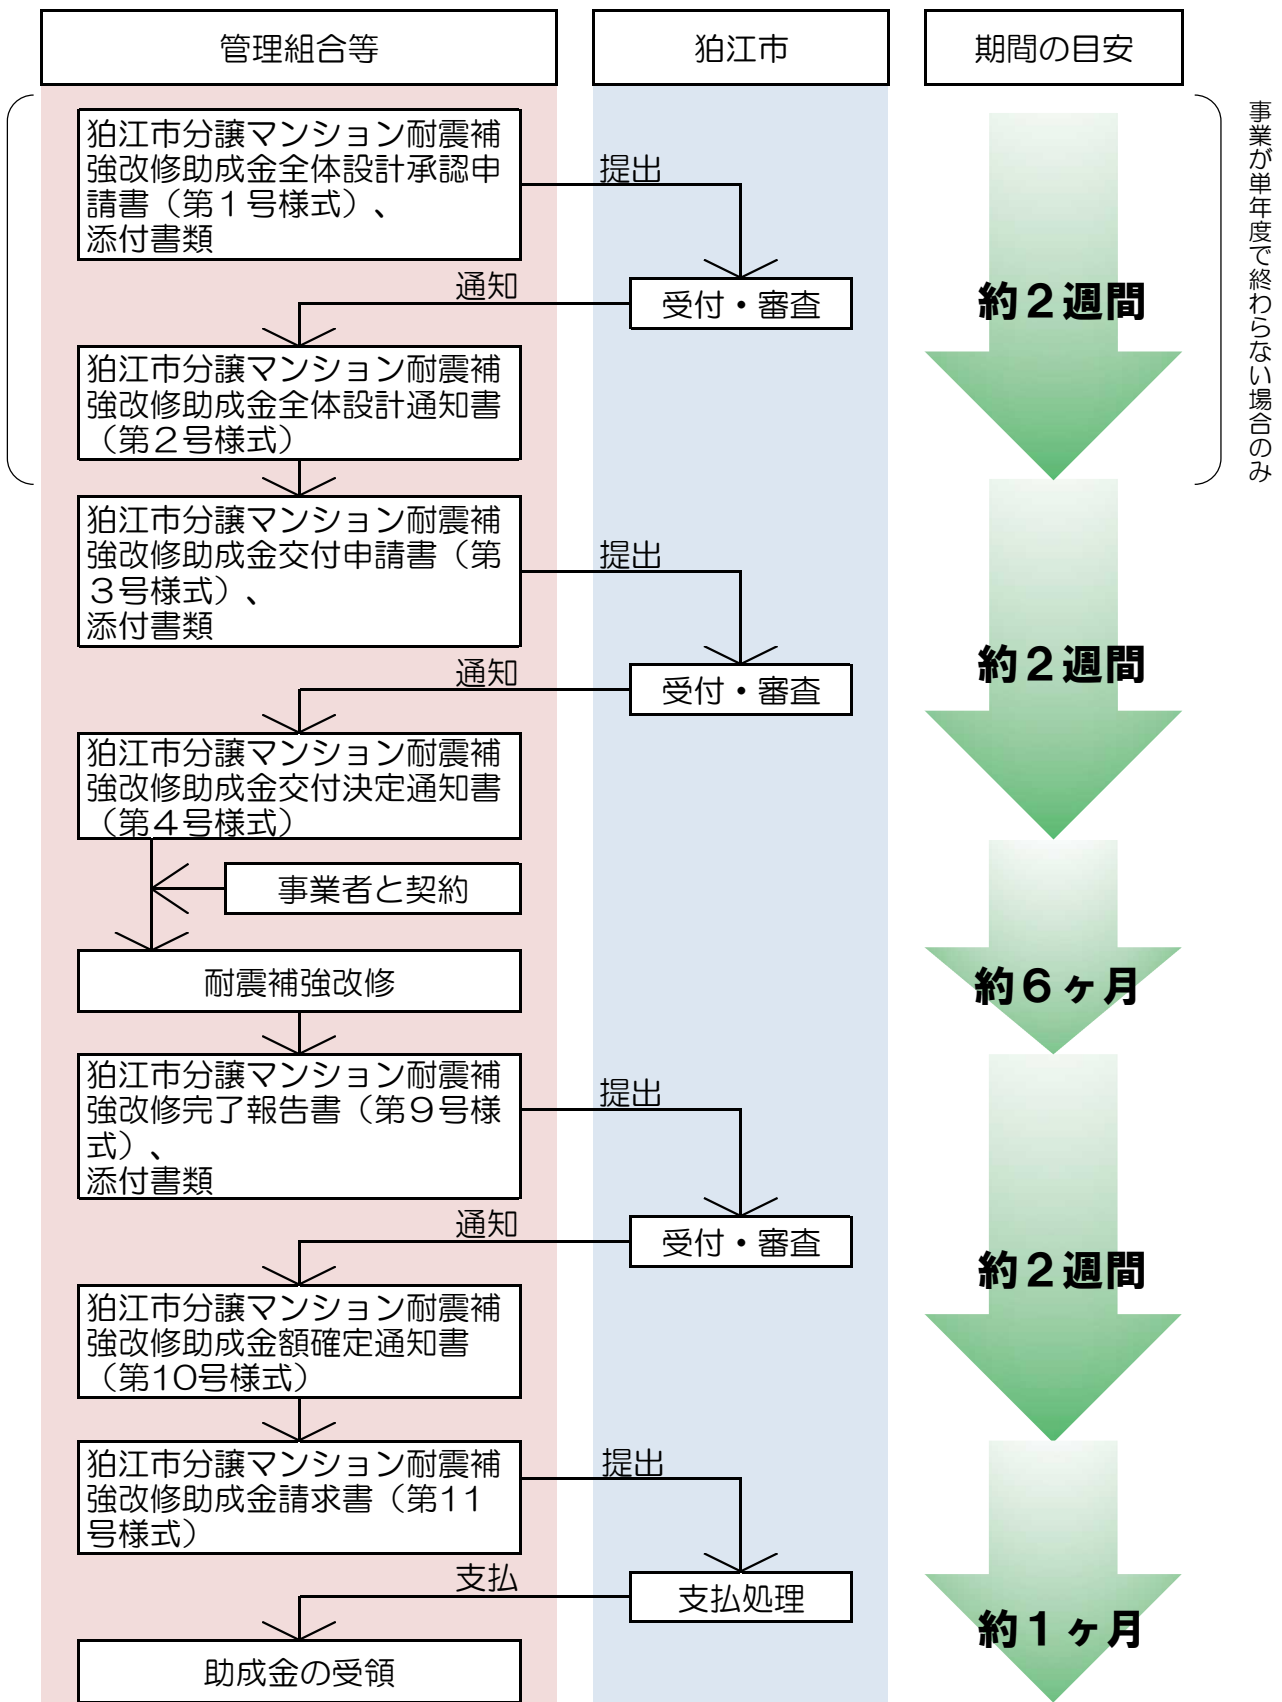 管理組合等
狛江市
期間の目安
狛江市分譲マンション耐震補
強改修助成金全体設計承認申
請書（第１号様式）、
添付書類
提出
事業が単年度で終わらない場合のみ
通知
受付・審査
約２週間
狛江市分譲マンション耐震補
強改修助成金全体設計通知書
（第２号様式）
狛江市分譲マンション耐震補
強改修助成金交付申請書（第
３号様式）、
添付書類
提出
通知
受付・審査
約２週間
狛江市分譲マンション耐震補
強改修助成金交付決定通知書
（第４号様式）
事業者と契約
耐震補強改修
約６ヶ月
狛江市分譲マンション耐震補
強改修完了報告書（第９号様
式）、
添付書類
提出
通知
受付・審査
約２週間
狛江市分譲マンション耐震補
強改修助成金額確定通知書
（第10号様式）
狛江市分譲マンション耐震補
強改修助成金請求書（第11
号様式）
提出
支払
支払処理
約１ヶ月
助成金の受領